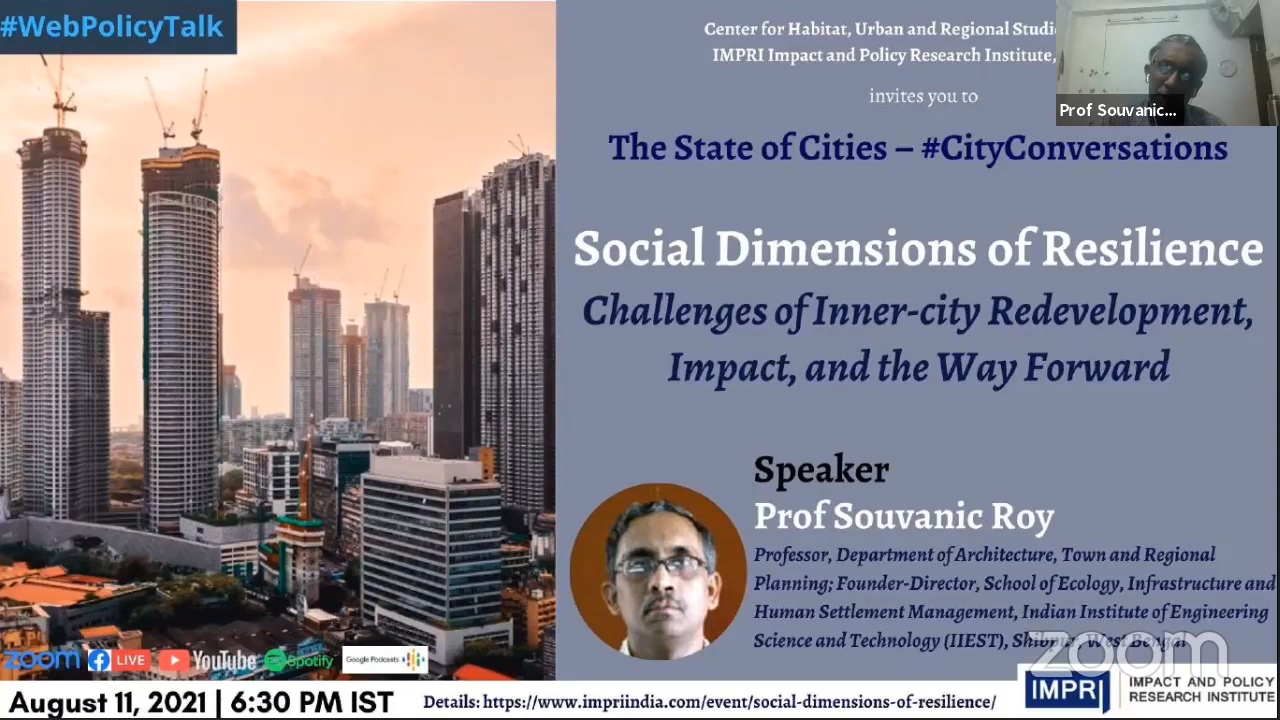 #WebPolicyTalk
Center for Habitat, Urban and Regional
IMPRI Impact and Policy Research Institute,
invites you to
Prof Souvanic...
The State of Cities – #CityConversations
Social Dimensions of Resilience
Challenges of Inner-city Redevelopment,
Impact, and the Way Forward
Speaker
Prof Souvanic Roy
Professor, Department of Architecture, Town and Regional
Planning; Founder-Director, School of Ecology, Infrastructure and
Human Settlement Management, Indian Institute of Engineering
Science and Technology (IIEST), Shibpur, West Bengal
zoom LIVE YouTube Spotify Google Podcasts
zoom
August 11, 2021 | 6:30 PM IST
Details: https://www.impriindia.com/event/social-dimensions-of-resilience/
IMPRI
IMPACT AND POLICY
RESEARCH INSTITUTE